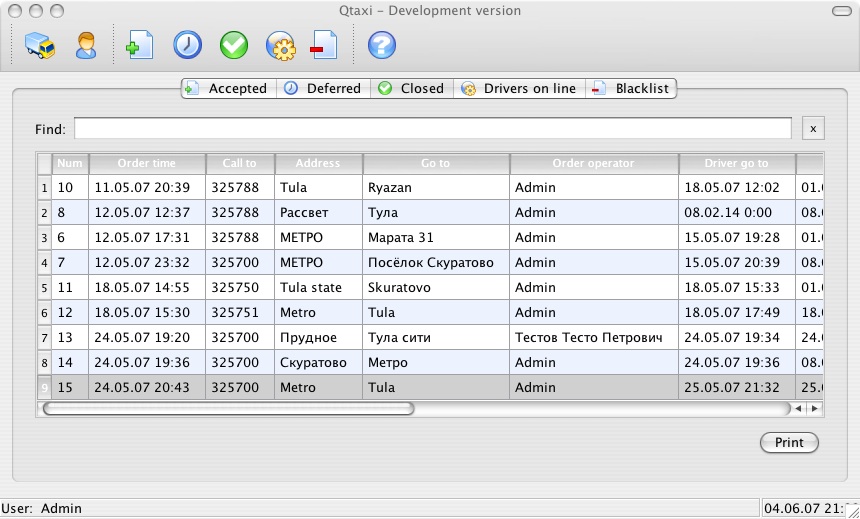 Qtaxi – Development version
Accepted Deferred Closed Drivers on line Blacklist
Find: x
Num Order time Call to Address Go to Order operator Driver go to
1 10 11.05.07 20:39 325788 Tula Ryazan Admin 18.05.07 12:02 01.
2 8 12.05.07 12:37 325788 Рассвет Тула Admin 08.02.14 0:00 08.
3 6 12.05.07 17:31 325788 МЕТРО Марата 31 Admin 15.05.07 19:28 01.
4 7 12.05.07 23:32 325700 МЕТРО Посёлок Скуратово Admin 15.05.07 20:39 08.
5 11 18.05.07 14:55 325750 Tula state Skuratovo Admin 18.05.07 15:33 01.
6 12 18.05.07 15:30 325751 Metro Tula Admin 18.05.07 17:49 18.
7 13 24.05.07 19:20 325700 Прудное Тула сити Тестов Тесто Петрович 24.05.07 19:34 24.
8 14 24.05.07 19:36 325700 Скуратово Метро Admin 24.05.07 19:36 08.
9 15 24.05.07 20:43 325700 Metro Tula Admin 25.05.07 21:32 25.
Print
User: Admin 04.06.07 21: